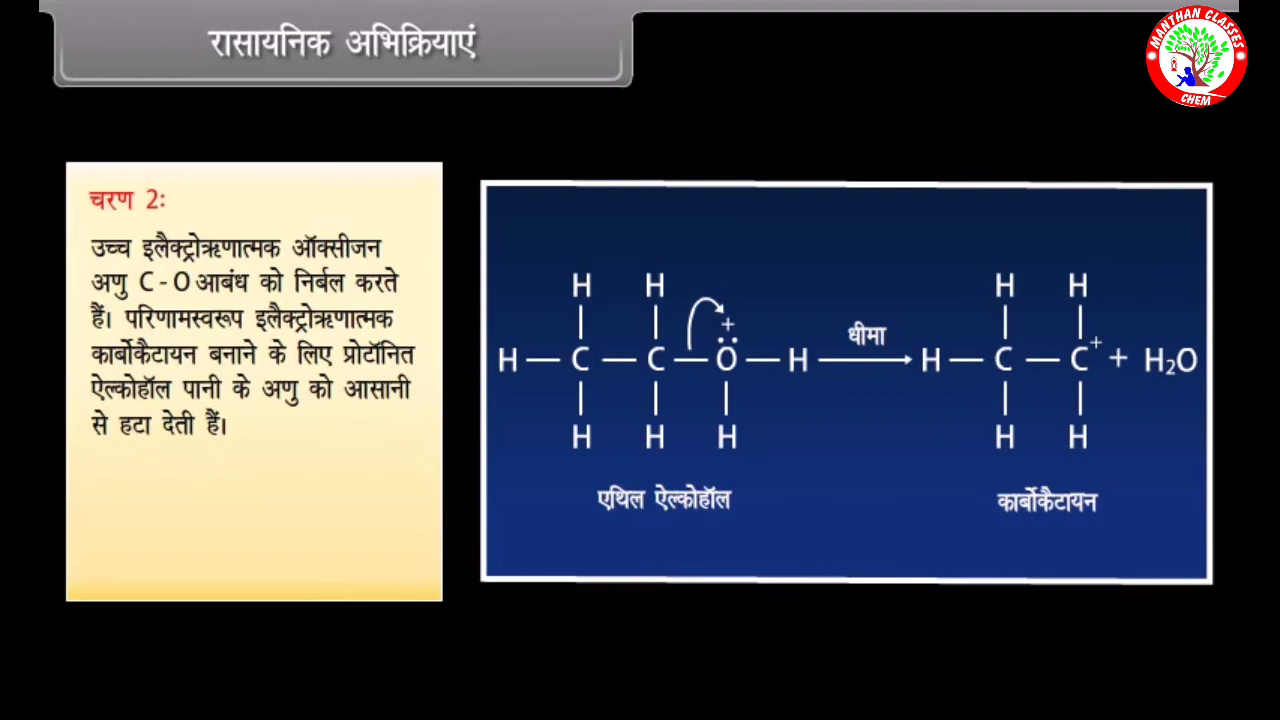 रासायनिक अभिक्रियाएं
MANTHAN CLASSES
CHEM
चरण 2:
उच्च इलैक्ट्रोऋणात्मक ऑक्सीजन
अणु C - O आबंध को निर्बल करते
हैं। परिणामस्वरूप इलैक्ट्रोऋणात्मक
कार्बोकैटायन बनाने के लिए प्रोटॉनित
ऐल्कोहॉल पानी के अणु को आसानी
से हटा देती हैं।
H H H H
+
धीमा
H — C — C — Ö — H → H — C — C⁺ + H₂O
H H H H H
एथिल ऐल्कोहॉल कार्बोकैटायन